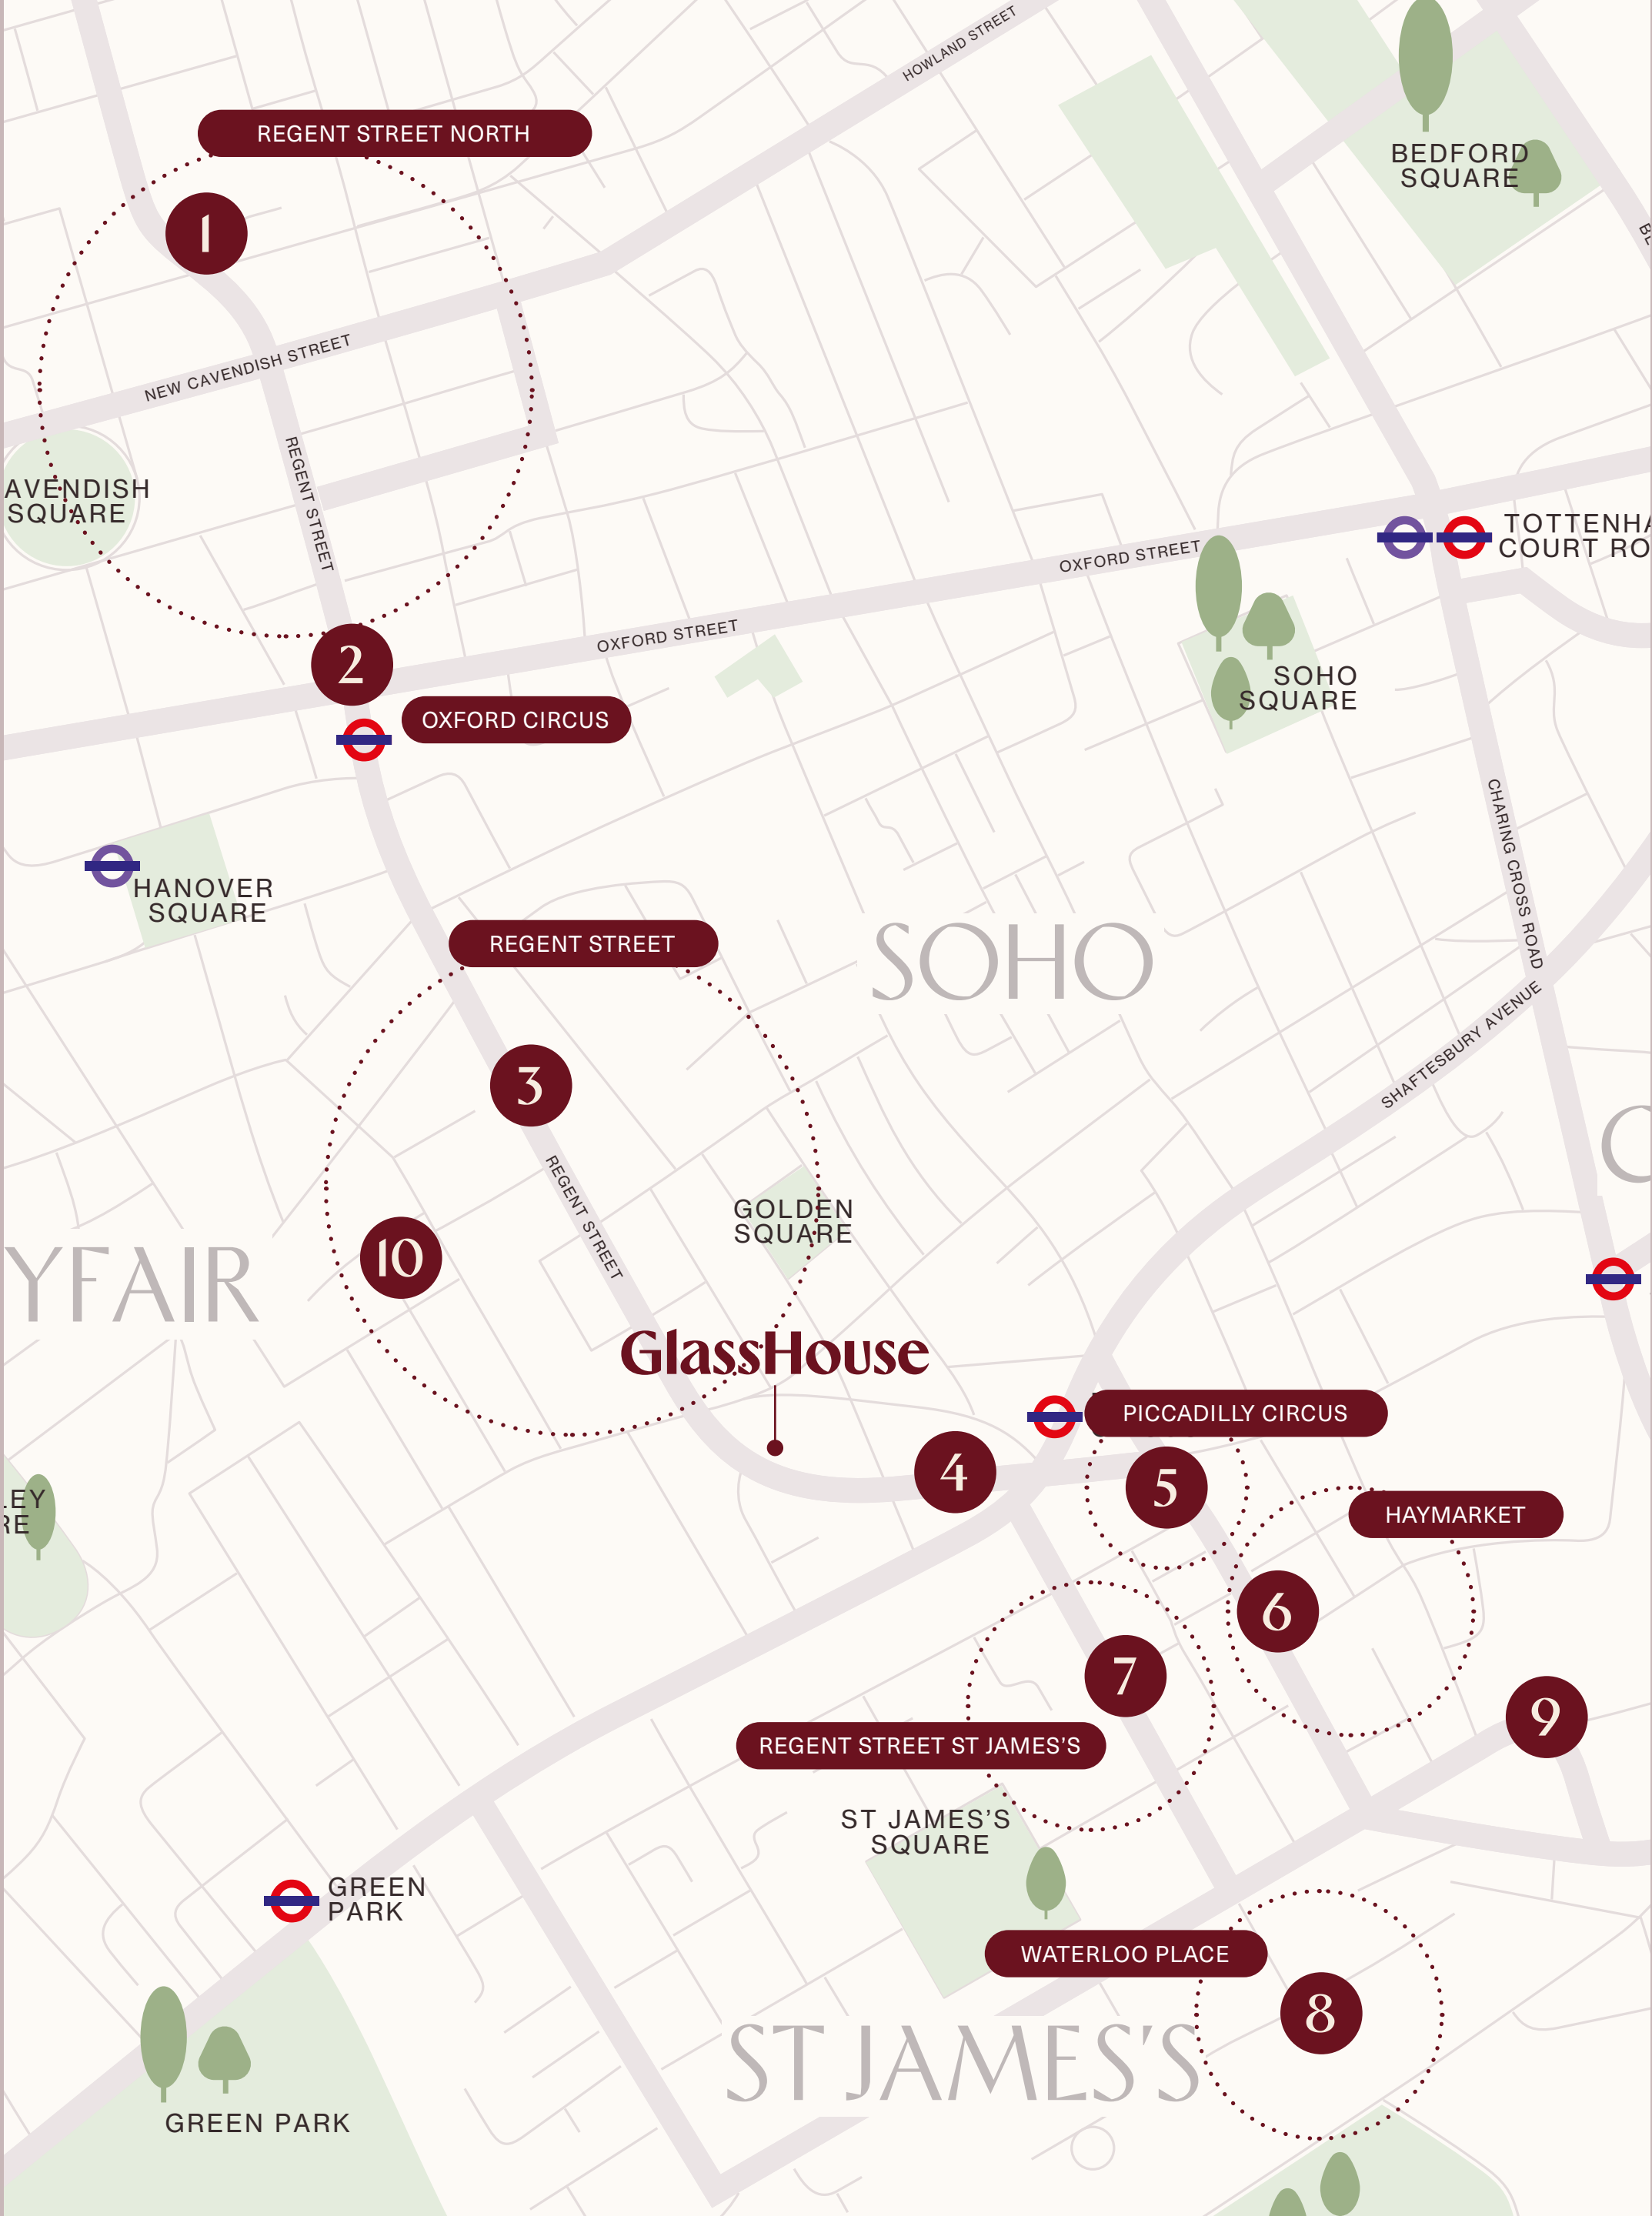 HOWLAND STREET
REGENT STREET NORTH
BEDFORD
SQUARE
1
NEW CAVENDISH STREET
REGENT STREET
AVENDISH
SQUARE
TOTTENHA
COURT RO
OXFORD STREET
OXFORD STREET
2
OXFORD CIRCUS
SOHO
SQUARE
CHARING CROSS ROAD
HANOVER
SQUARE
REGENT STREET
SOHO
SHAFTESBURY AVENUE
3
REGENT STREET
GOLDEN
SQUARE
10
YFAIR
GlassHouse
PICCADILLY CIRCUS
4
5
LEY
RE
HAYMARKET
6
7
9
REGENT STREET ST JAMES’S
ST JAMES’S
SQUARE
GREEN
PARK
WATERLOO PLACE
8
ST JAMES’S
GREEN PARK